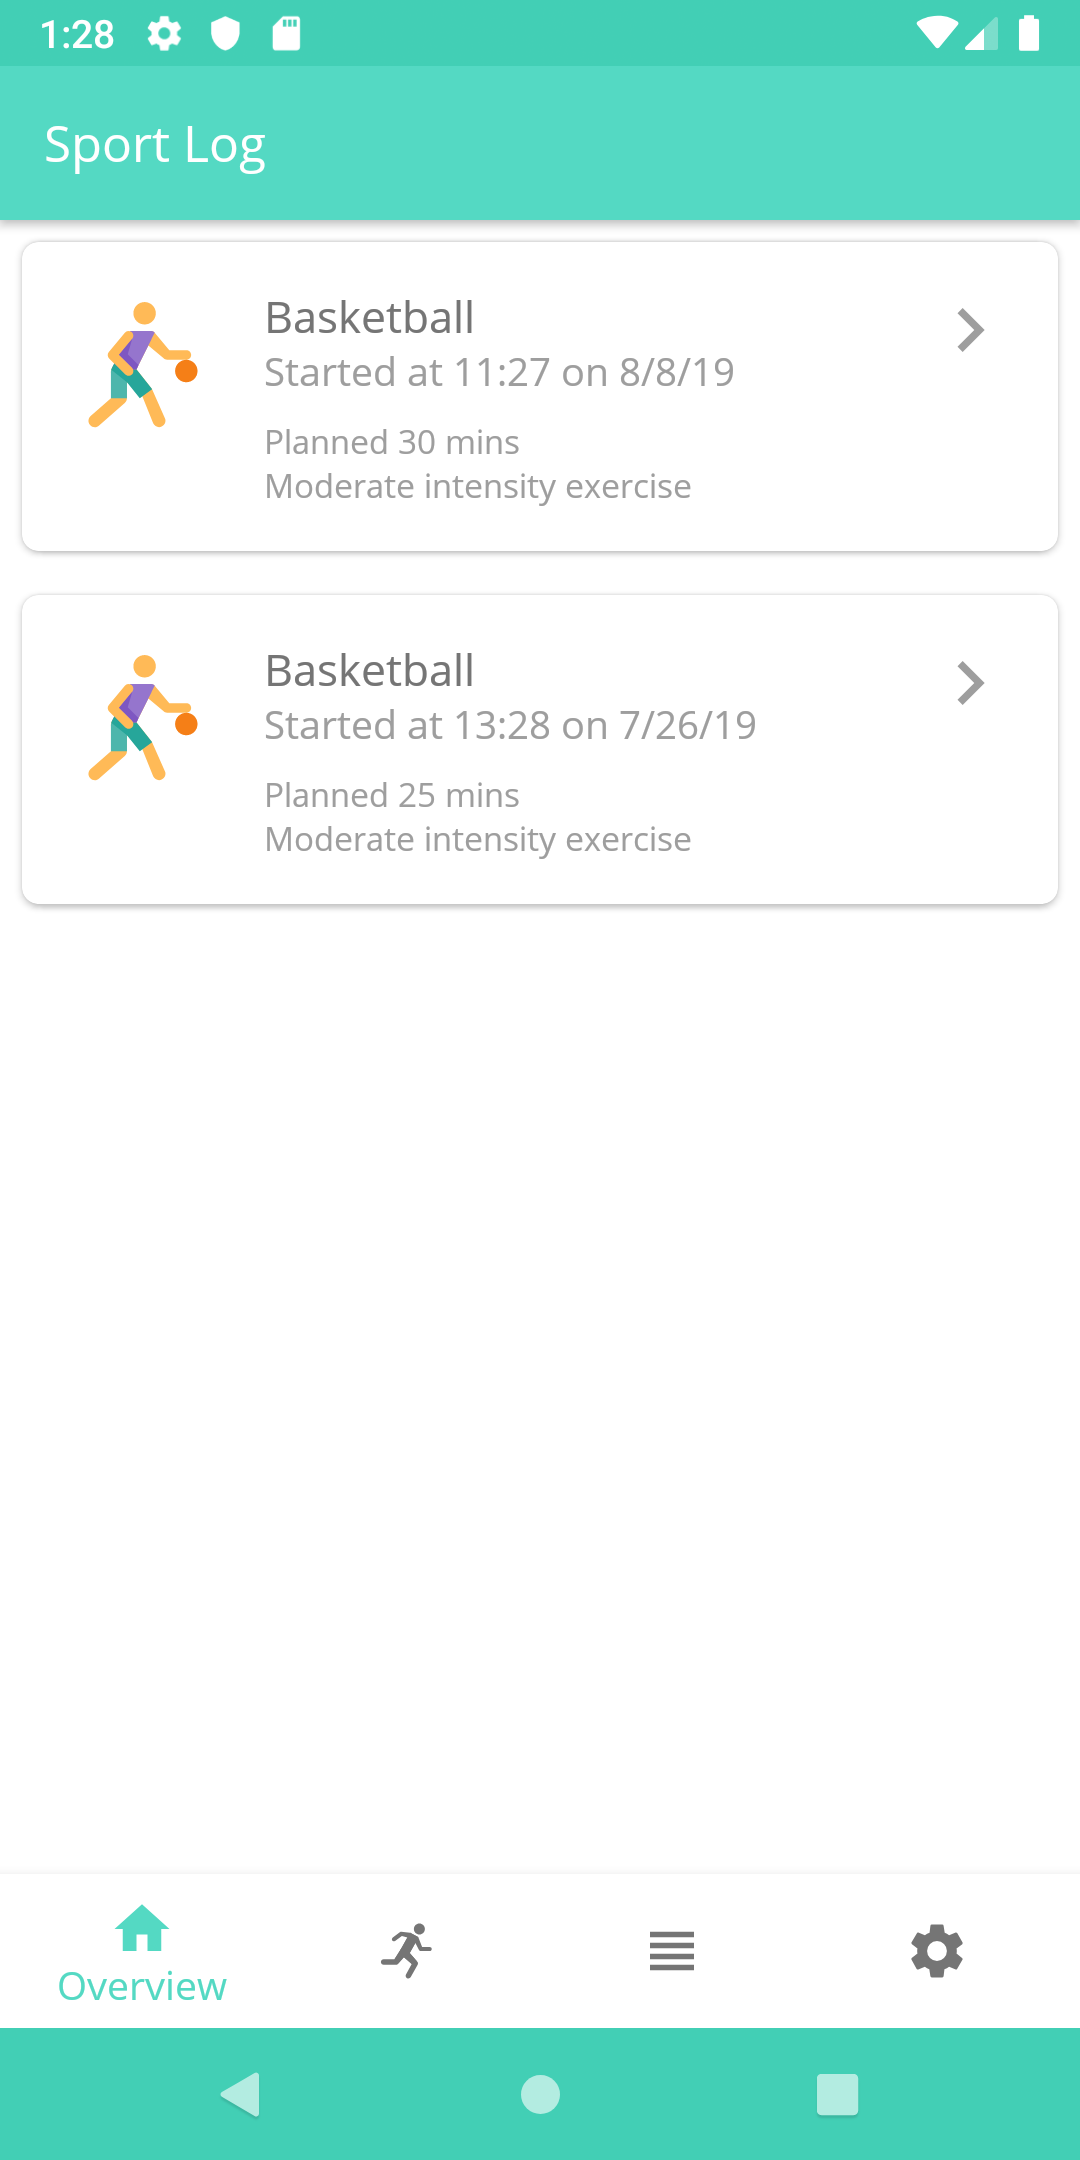 1:28
Sport Log
Basketball
Started at 11:27 on 8/8/19
Planned 30 mins
Moderate intensity exercise
Basketball
Started at 13:28 on 7/26/19
Planned 25 mins
Moderate intensity exercise
Overview